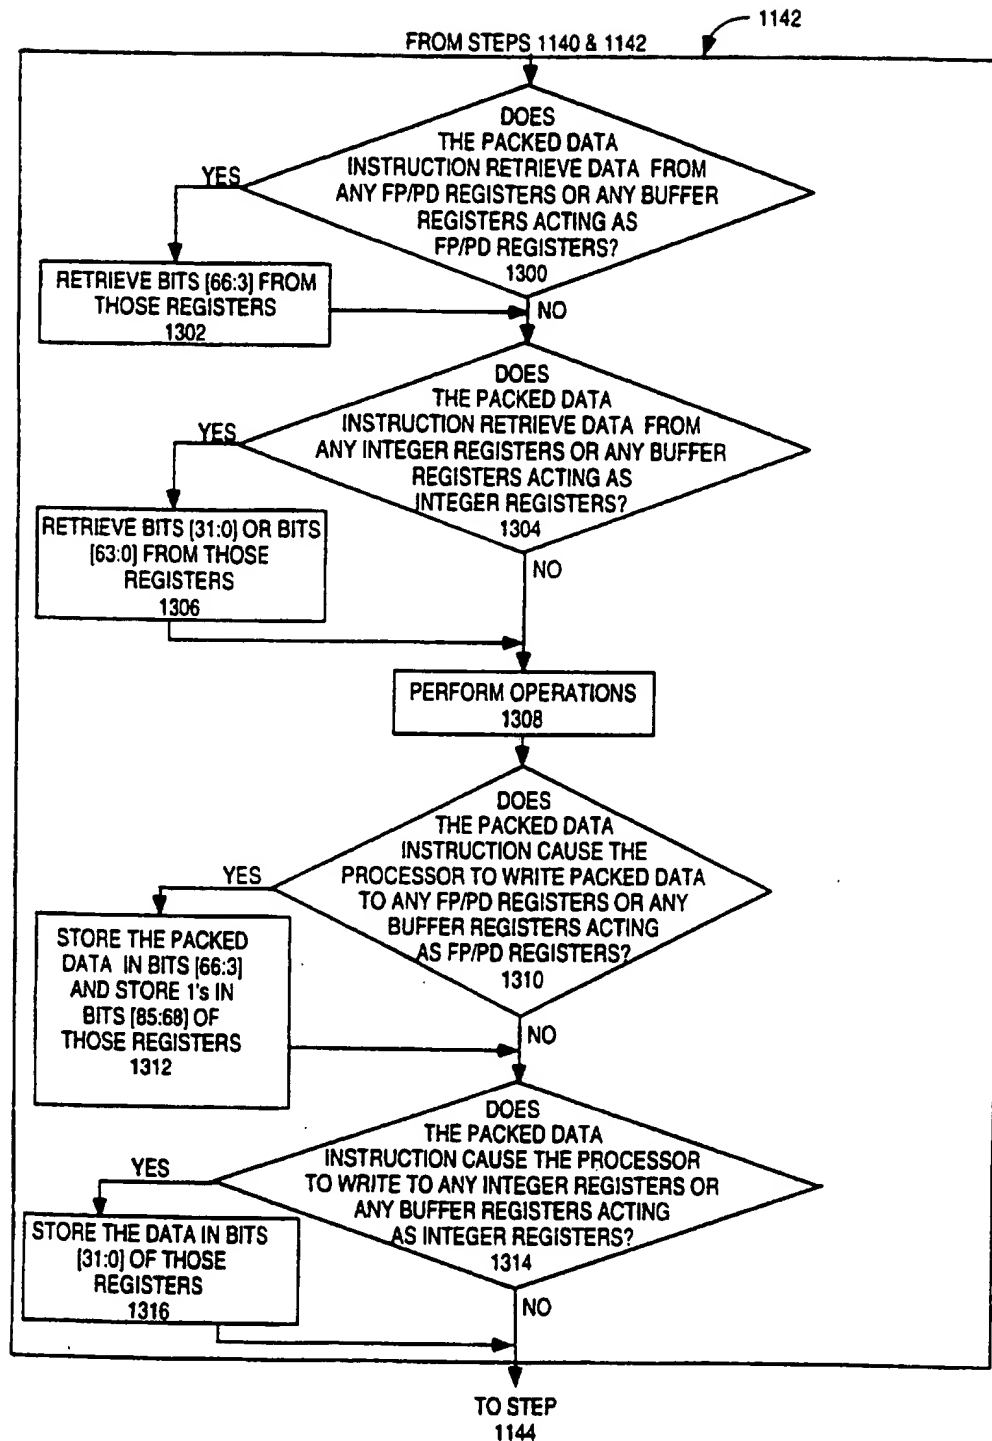 1142
FROM STEPS 1140 & 1142
DOES
THE PACKED DATA
INSTRUCTION RETRIEVE DATA FROM
ANY FP/PD REGISTERS OR ANY BUFFER
REGISTERS ACTING AS
FP/PD REGISTERS?
1300
YES
RETRIEVE BITS [66:3] FROM
THOSE REGISTERS
1302
NO
DOES
THE PACKED DATA
INSTRUCTION RETRIEVE DATA FROM
ANY INTEGER REGISTERS OR ANY BUFFER
REGISTERS ACTING AS
INTEGER REGISTERS?
1304
YES
RETRIEVE BITS [31:0] OR BITS
[63:0] FROM THOSE
REGISTERS
1306
NO
PERFORM OPERATIONS
1308
DOES
THE PACKED DATA
INSTRUCTION CAUSE THE
PROCESSOR TO WRITE PACKED DATA
TO ANY FP/PD REGISTERS OR ANY
BUFFER REGISTERS ACTING
AS FP/PD REGISTERS?
1310
YES
STORE THE PACKED
DATA IN BITS [66:3]
AND STORE 1's IN
BITS [85:68] OF
THOSE REGISTERS
1312
NO
DOES
THE PACKED DATA
INSTRUCTION CAUSE THE PROCESSOR
TO WRITE TO ANY INTEGER REGISTERS OR
ANY BUFFER REGISTERS ACTING
AS INTEGER REGISTERS?
1314
YES
STORE THE DATA IN BITS
[31:0] OF THOSE
REGISTERS
1316
NO
TO STEP
1144